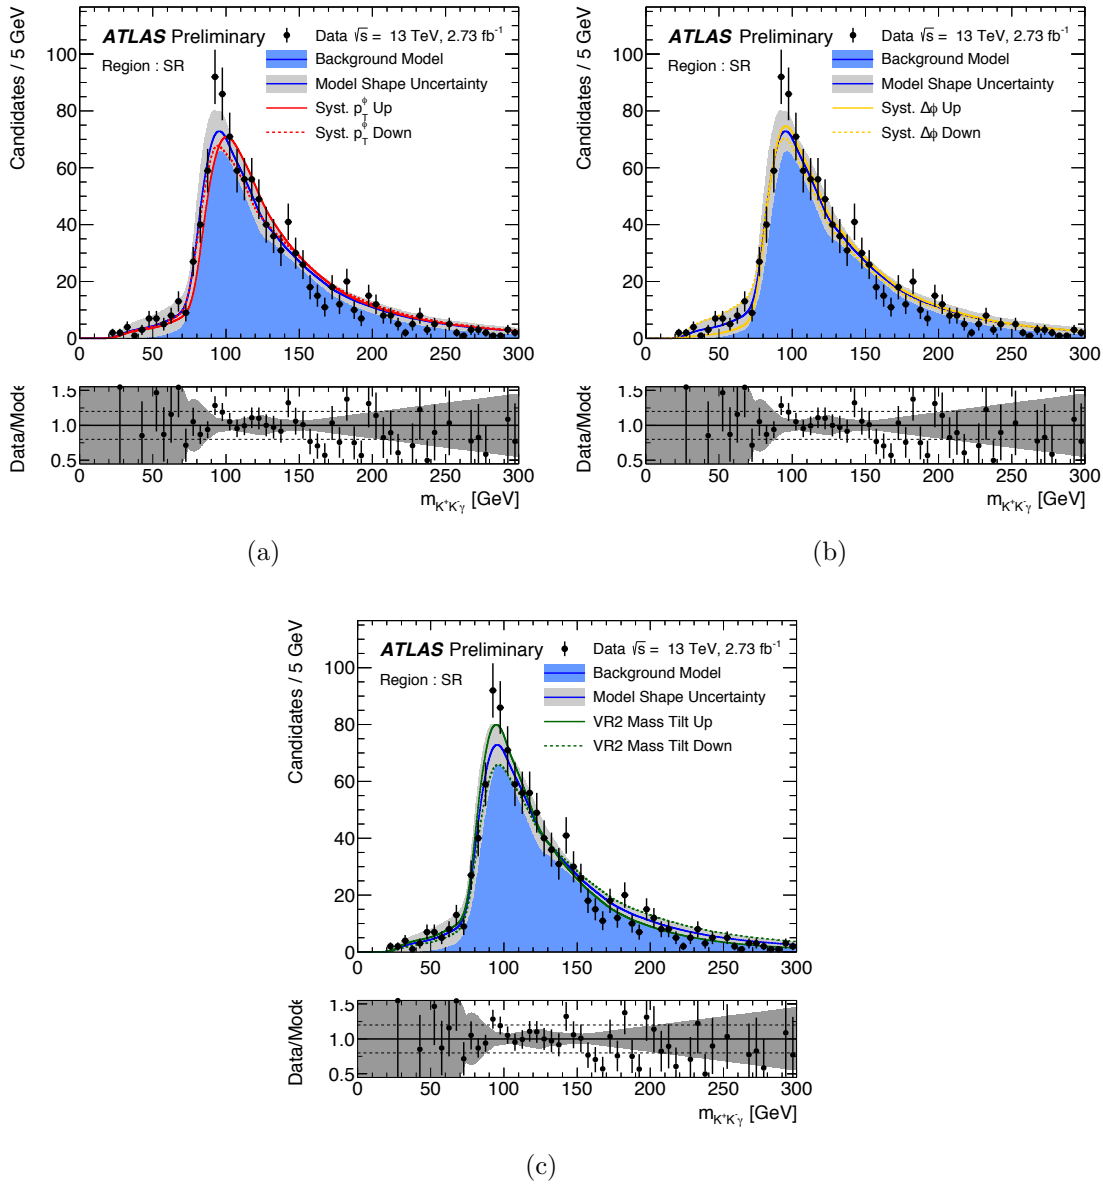 Candidates / 5 GeV
ATLAS Preliminary
Region : SR
Data √s = 13 TeV, 2.73 fb⁻¹
Background Model
Model Shape Uncertainty
Syst. p_T^ϕ Up
Syst. p_T^ϕ Down
100
80
60
40
20
0
0 50 100 150 200 250 300
Data/Mode
1.5
1.0
0.5
0 50 100 150 200 250 300
m_K⁺K⁻γ [GeV]
(a)
Candidates / 5 GeV
ATLAS Preliminary
Region : SR
Data √s = 13 TeV, 2.73 fb⁻¹
Background Model
Model Shape Uncertainty
Syst. Δϕ Up
Syst. Δϕ Down
100
80
60
40
20
0
0 50 100 150 200 250 300
Data/Mode
1.5
1.0
0.5
0 50 100 150 200 250 300
m_K⁺K⁻γ [GeV]
(b)
Candidates / 5 GeV
ATLAS Preliminary
Region : SR
Data √s = 13 TeV, 2.73 fb⁻¹
Background Model
Model Shape Uncertainty
VR2 Mass Tilt Up
VR2 Mass Tilt Down
100
80
60
40
20
0
0 50 100 150 200 250 300
Data/Mode
1.5
1.0
0.5
0 50 100 150 200 250 300
m_K⁺K⁻γ [GeV]
(c)